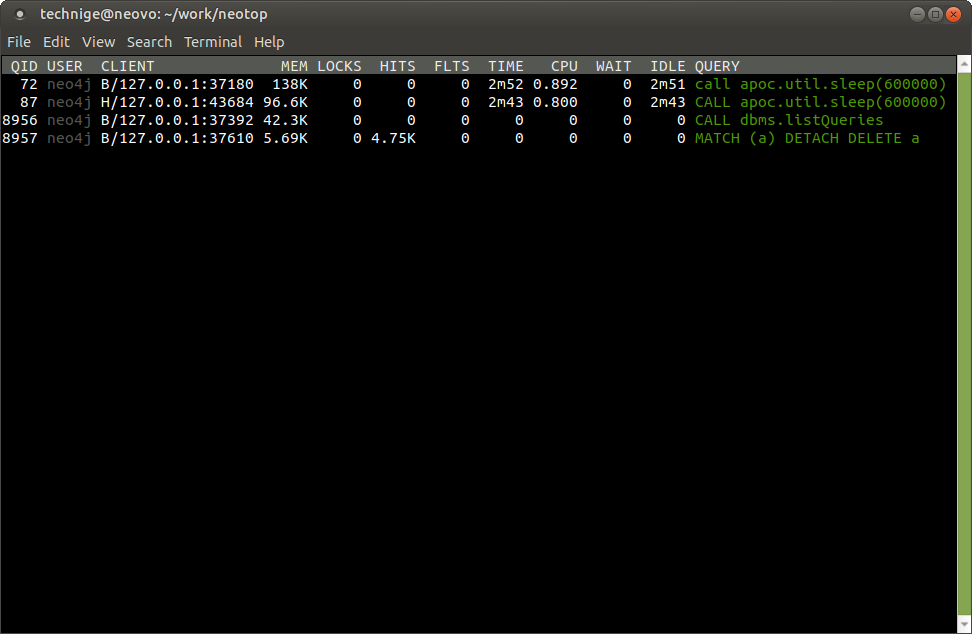 technige@neovo: ~/work/neotop
File Edit View Search Terminal Help
QID USER CLIENT MEM LOCKS HITS FLTS TIME CPU WAIT IDLE QUERY
72 neo4j B/127.0.0.1:37180 138K 0 0 0 2m52 0.892 0 2m51 call apoc.util.sleep(600000)
87 neo4j H/127.0.0.1:43684 96.6K 0 0 0 2m43 0.800 0 2m43 CALL apoc.util.sleep(600000)
8956 neo4j B/127.0.0.1:37392 42.3K 0 0 0 0 0 0 0 CALL dbms.listQueries
8957 neo4j B/127.0.0.1:37610 5.69K 0 4.75K 0 0 0 0 0 MATCH (a) DETACH DELETE a